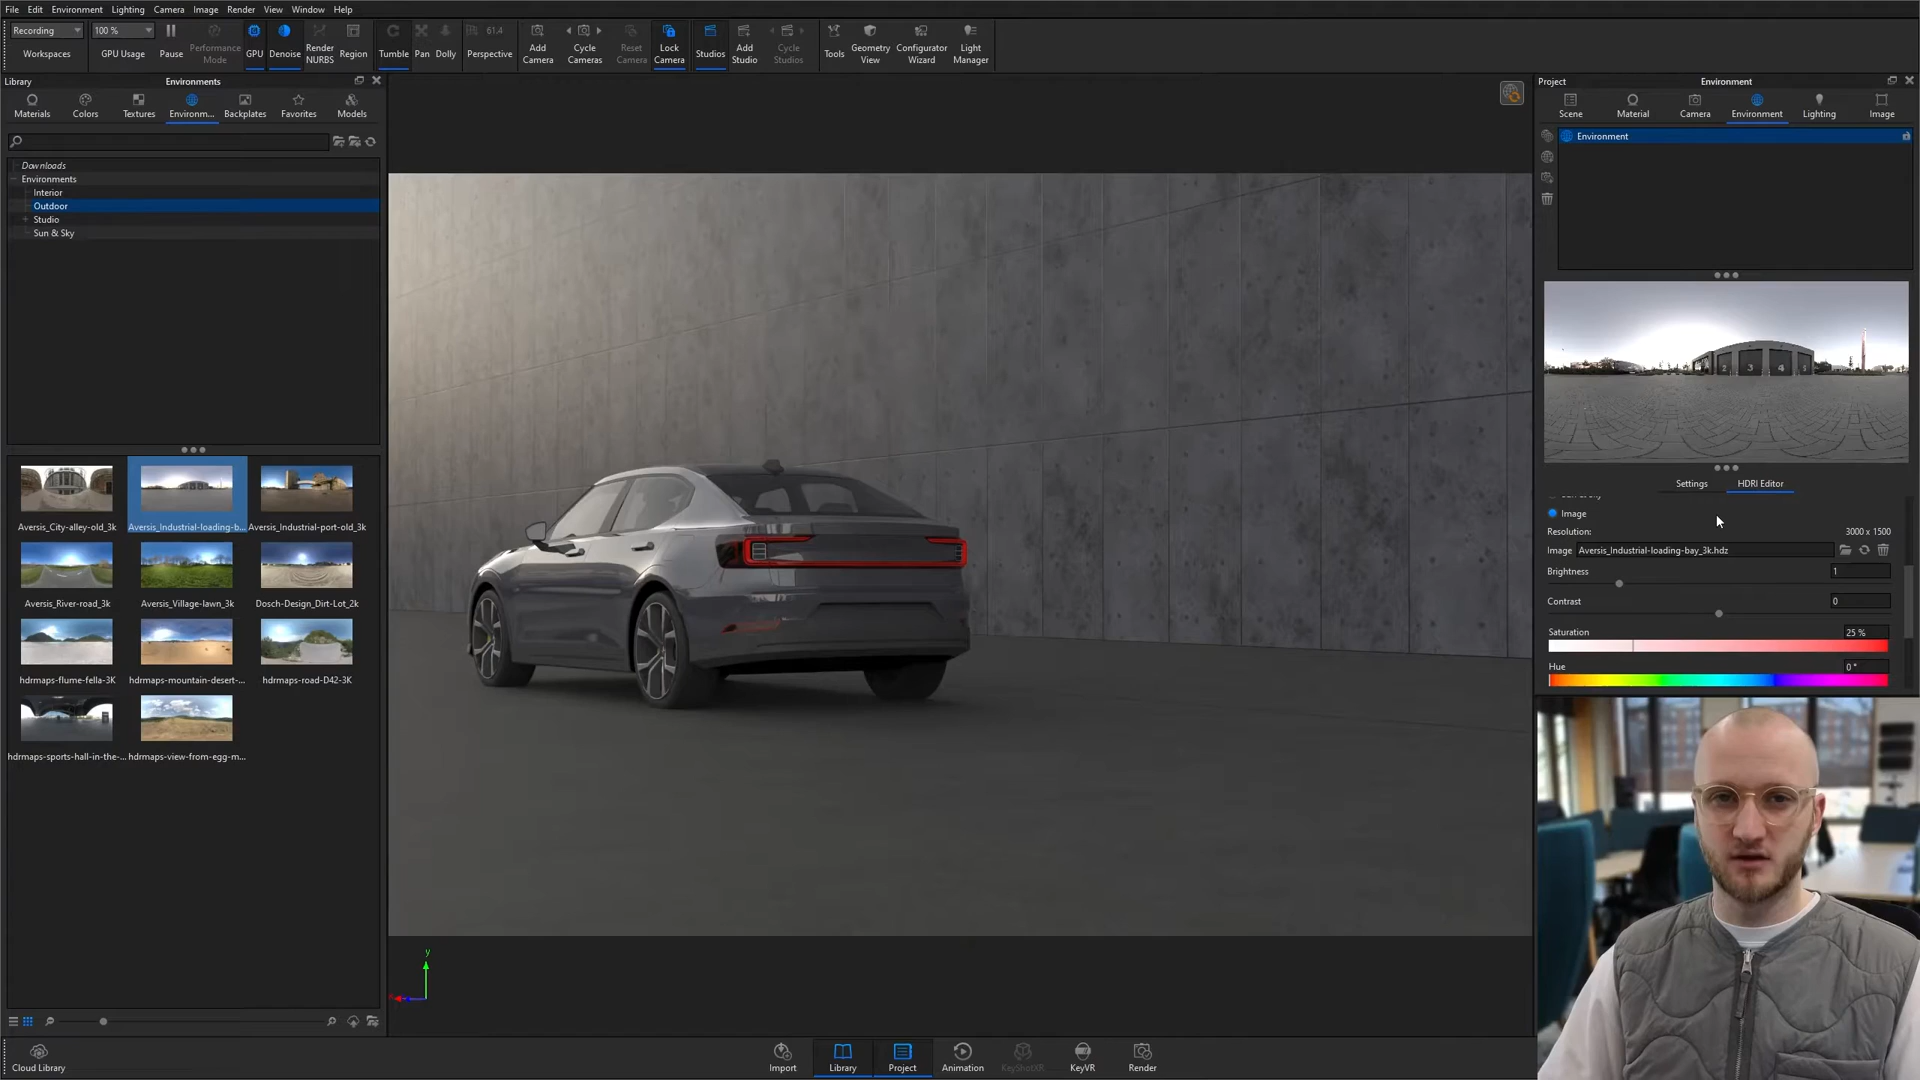 File Edit Environment Lighting Camera Image Render View Window Help
Recording 100 % 61.4
Workspaces GPU Usage Pause Performance Mode GPU Denoise Render NURBS Region Tumble Pan Dolly Perspective Add Camera Cycle Cameras Reset Camera Lock Camera Studios Add Studio Cycle Studios Tools Geometry View Configurator Wizard Light Manager
Library Environments
Materials Colors Textures Environm... Backplates Favorites Models
Downloads
Environments
Interior
Outdoor
Studio
Sun & Sky
Aversis_City-alley-old_3k Aversis_Industrial-loading-b... Aversis_Industrial-port-old_3k
Aversis_River-road_3k Aversis_Village-lawn_3k Dosch-Design_Dirt-Lot_2k
hdrmaps-flume-fella-3K hdrmaps-mountain-desert-... hdrmaps-road-D42-3K
hdrmaps-sports-hall-in-the-... hdrmaps-view-from-egg-m...
Cloud Library
y
Import Library Project Animation KeyShotXR KeyVR Render
Project Environment
Scene Material Camera Environment Lighting Image
Environment
2 3 4
Settings HDRI Editor
Image
Resolution: 3000 x 1500
Image Aversis_Industrial-loading-bay_3k.hdz
Brightness 1
Contrast 0
Saturation 25 %
Hue 0 °